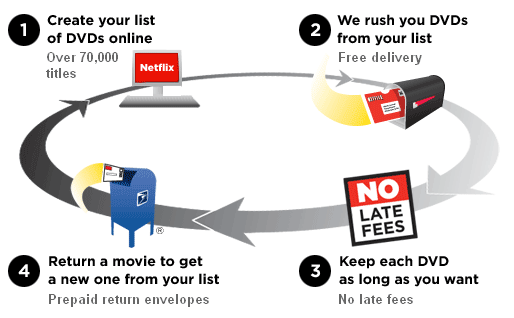 1
Create your list
of DVDs online
Over 70,000
titles
Netflix
2
We rush you DVDs
from your list
Free delivery
NO
LATE
FEES
®
4
Return a movie to get
a new one from your list
Prepaid return envelopes
3
Keep each DVD
as long as you want
No late fees